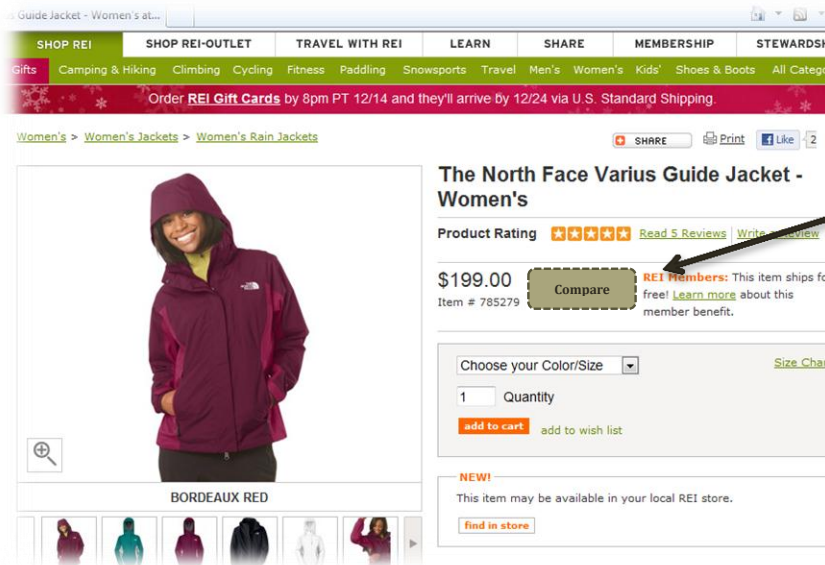 Guide Jacket - Women's at...
SHOP REI SHOP REI-OUTLET TRAVEL WITH REI LEARN SHARE MEMBERSHIP
Gifts Camping & Hiking Climbing Cycling Fitness Paddling Snowsports Travel Men's Women's Kids' Shoes & Boots All
Order REI Gift Cards by 8pm PT 12/14 and they'll arrive by 12/24 via U.S. Standard Shipping.
Women's > Women's Jackets > Women's Rain Jackets
SHARE Print Like 2
The North Face Varius Guide Jacket -
Women's
Product Rating Read 5 Reviews Write a Review
$199.00
Item # 785279
Compare
REI Members: This item ships
free! Learn more about this
member benefit.
Choose your Color/Size
Size
1 Quantity
add to cart add to wish list
BORDEAUX RED
NEW!
This item may be available in your local REI store.
find in store